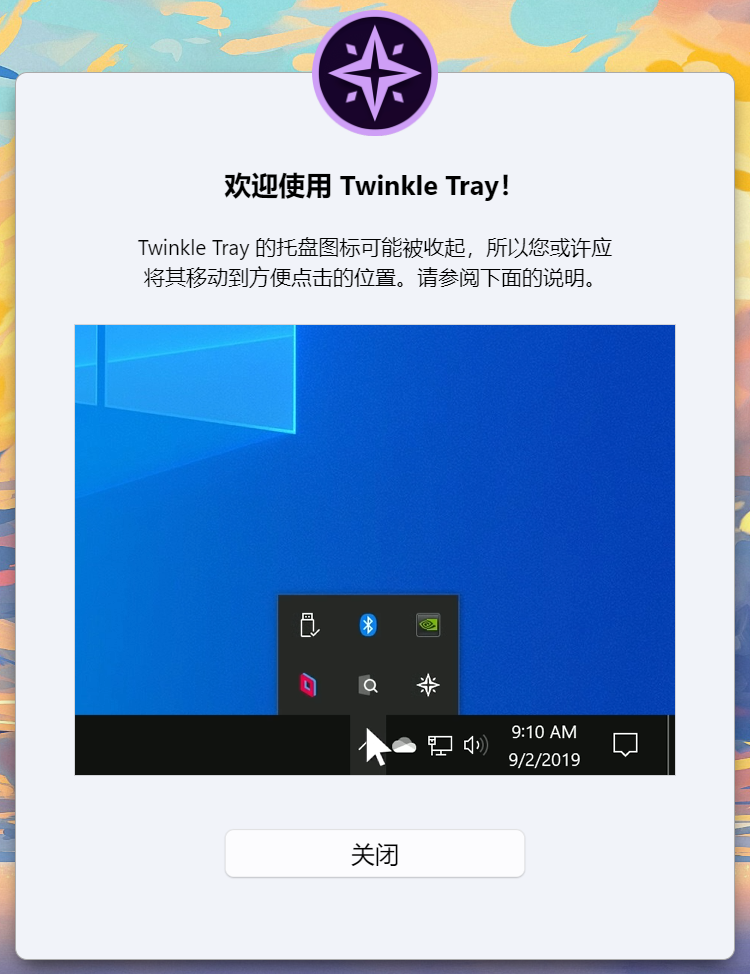 欢迎使用 Twinkle Tray！
Twinkle Tray 的托盘图标可能被收起，所以您或许应
将其移动到方便点击的位置。请参阅下面的说明。
9:10 AM
9/2/2019
关闭